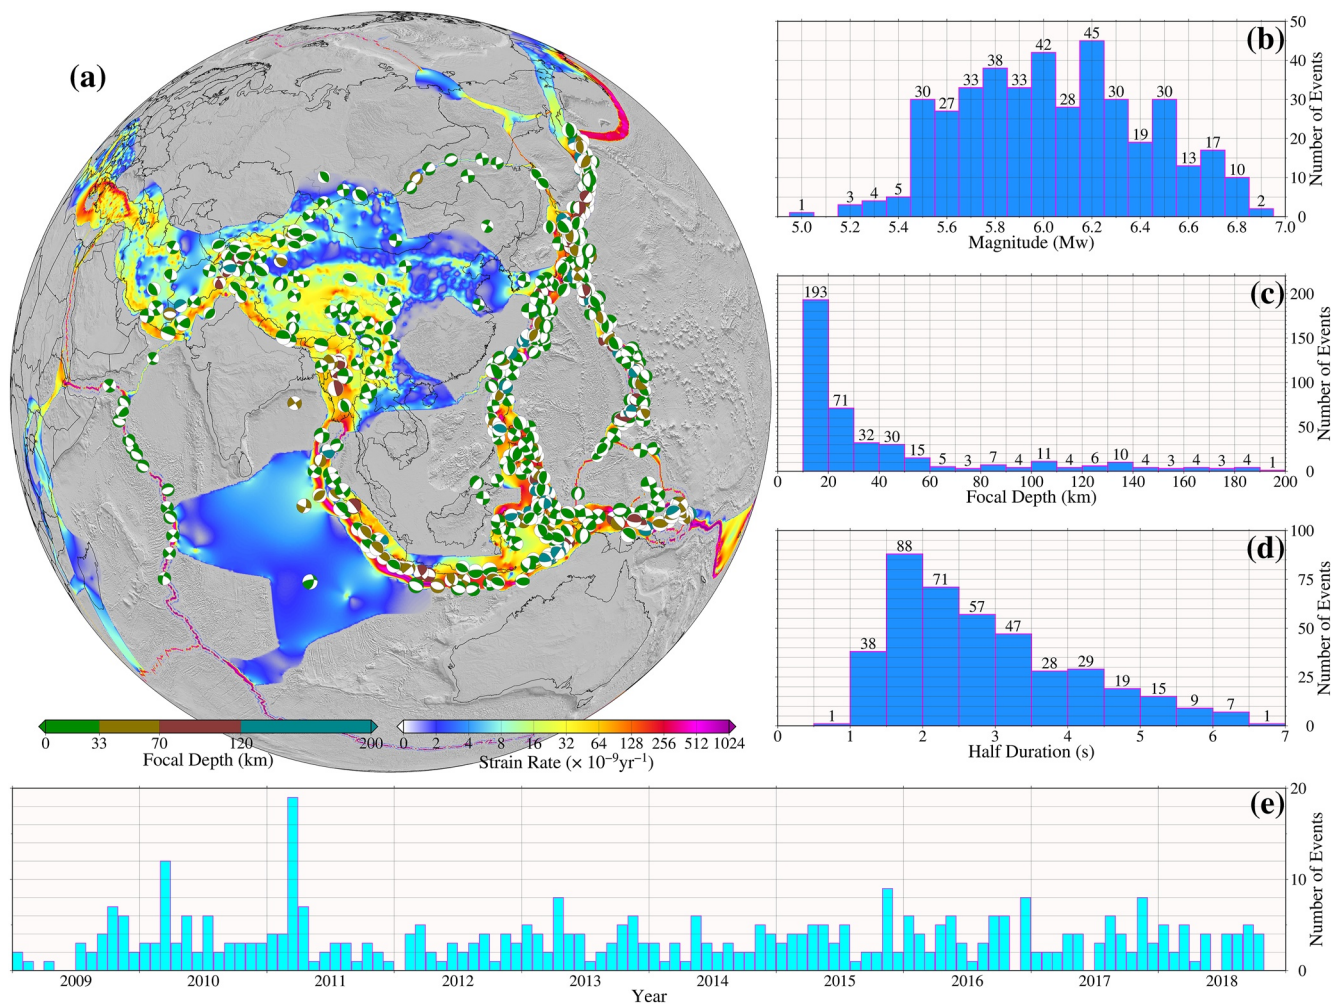 (a)
0 33 70 120 200
Focal Depth (km)
0 2 4 8 16 32 64 128 256 512 1024
Strain Rate (× 10⁻⁹yr⁻¹)
(b)
1 3 4 5 30 27 33 38 33 42 28 45 30 19 30 13 17 10 2
0 10 20 30 40 50
Number of Events
5.0 5.2 5.4 5.6 5.8 6.0 6.2 6.4 6.6 6.8 7.0
Magnitude (Mw)
(c)
193 71 32 30 15 5 3 7 4 11 4 6 10 4 3 4 3 4 1
0 50 100 150 200
Number of Events
0 20 40 60 80 100 120 140 160 180 200
Focal Depth (km)
(d)
1 38 88 71 57 47 28 29 19 15 9 7 1
0 25 50 75 100
Number of Events
0 1 2 3 4 5 6 7
Half Duration (s)
(e)
0 10 20
Number of Events
2009 2010 2011 2012 2013 2014 2015 2016 2017 2018
Year